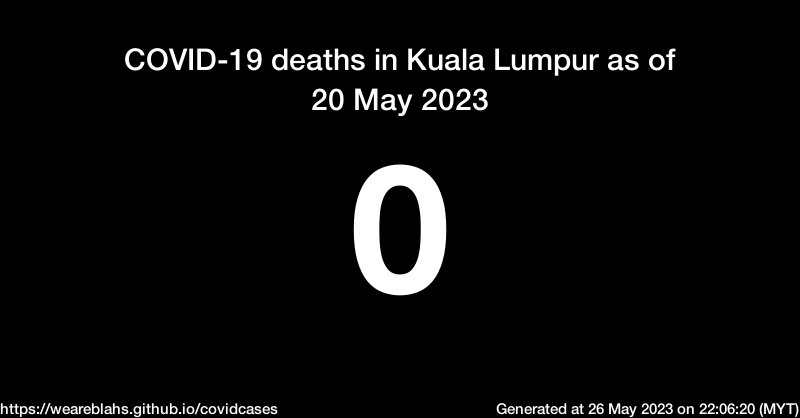 COVID-19 deaths in Kuala Lumpur as of
20 May 2023
0
https://weareblahs.github.io/covidcases
Generated at 26 May 2023 on 22:06:20 (MYT)